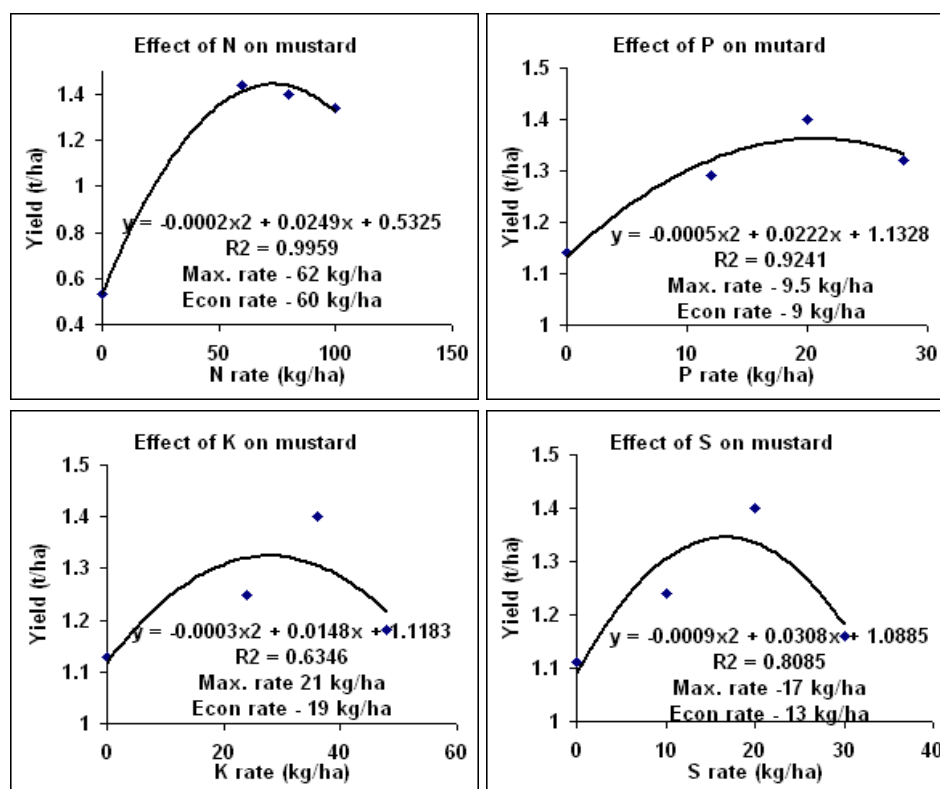 Effect of N on mustard
Yield (t/ha)
1.4
1.2
1
0.8
0.6
0.4
y = -0.0002x2 + 0.0249x + 0.5325
R2 = 0.9959
Max. rate - 62 kg/ha
Econ rate - 60 kg/ha
0 50 100 150
N rate (kg/ha)
Effect of P on mutard
Yield (t/ha)
1.5
1.4
1.3
1.2
1.1
1
y = -0.0005x2 + 0.0222x + 1.1328
R2 = 0.9241
Max. rate - 9.5 kg/ha
Econ rate - 9 kg/ha
0 10 20 30
P rate (kg/ha)
Effect of K on mustard
Yield (t/ha)
1.5
1.4
1.3
1.2
1.1
1
y = -0.0003x2 + 0.0148x + 1.1183
R2 = 0.6346
Max. rate 21 kg/ha
Econ rate - 19 kg/ha
0 20 40 60
K rate (kg/ha)
Effect of S on mustard
Yield (t/ha)
1.5
1.4
1.3
1.2
1.1
1
y = -0.0009x2 + 0.0308x + 1.0885
R2 = 0.8085
Max. rate -17 kg/ha
Econ rate - 13 kg/ha
0 10 20 30 40
S rate (kg/ha)